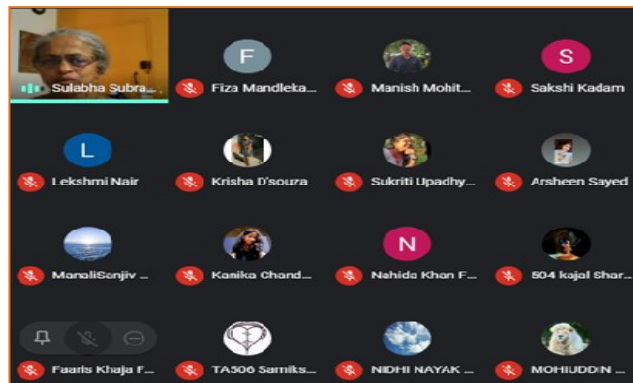 Sulabha Subra...
F
Fiza Mandleka...
Manish Mohit...
S
Sakshi Kadam
L
Lekshmi Nair
Krisha D'souza
Sukriti Upadhy...
Arsheen Sayed
ManaliSanjiv ...
Kanika Chand...
N
Nahida Khan F...
504 kajal Shar...
Faaris Khaja F...
TA506 Samiks...
NIDHI NAYAK ...
MOHIUDDIN ...